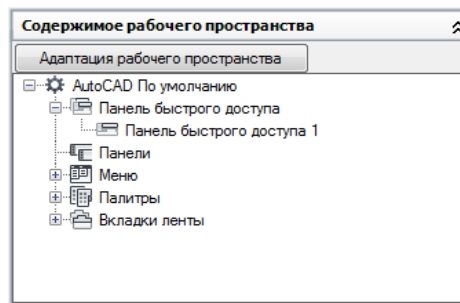 Содержимое рабочего пространства
Адаптация рабочего пространства
AutoCAD По умолчанию
Панель быстрого доступа
Панель быстрого доступа 1
Панели
Меню
Палитры
Вкладки ленты